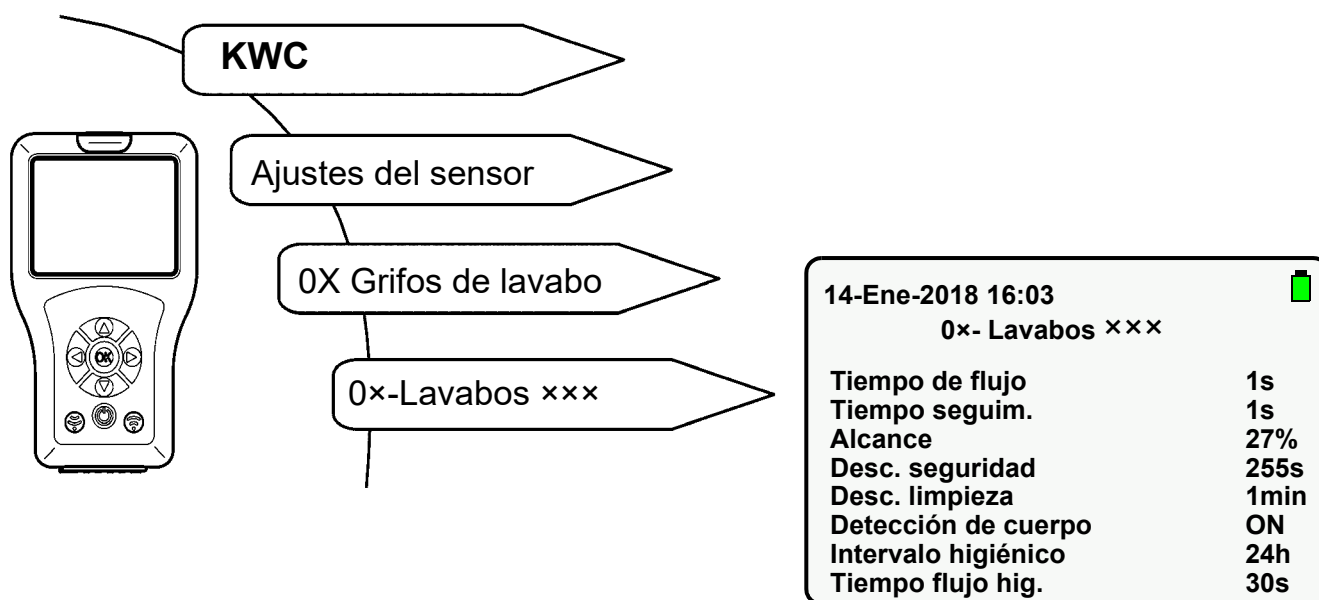 KWC
Ajustes del sensor
0X Grifos de lavabo
0×-Lavabos ×××
OK
14-Ene-2018 16:03
0×- Lavabos ×××
Tiempo de flujo 1s
Tiempo seguim. 1s
Alcance 27%
Desc. seguridad 255s
Desc. limpieza 1min
Detección de cuerpo ON
Intervalo higiénico 24h
Tiempo flujo hig. 30s